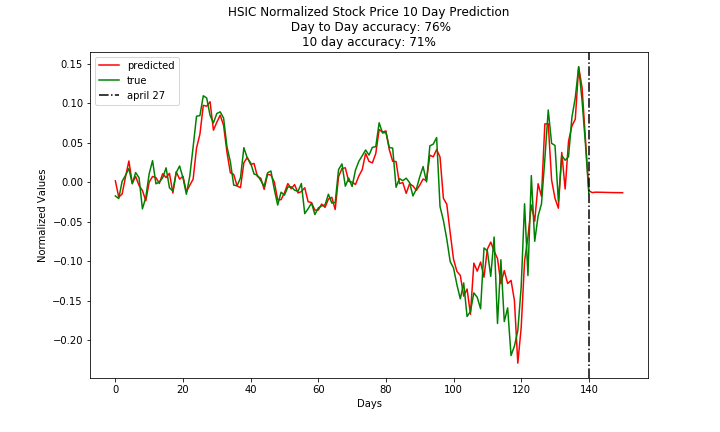 HSIC Normalized Stock Price 10 Day Prediction
Day to Day accuracy: 76%
10 day accuracy: 71%
predicted
true
april 27
Normalized Values
0.15
0.10
0.05
0.00
−0.05
−0.10
−0.15
−0.20
0 20 40 60 80 100 120 140
Days